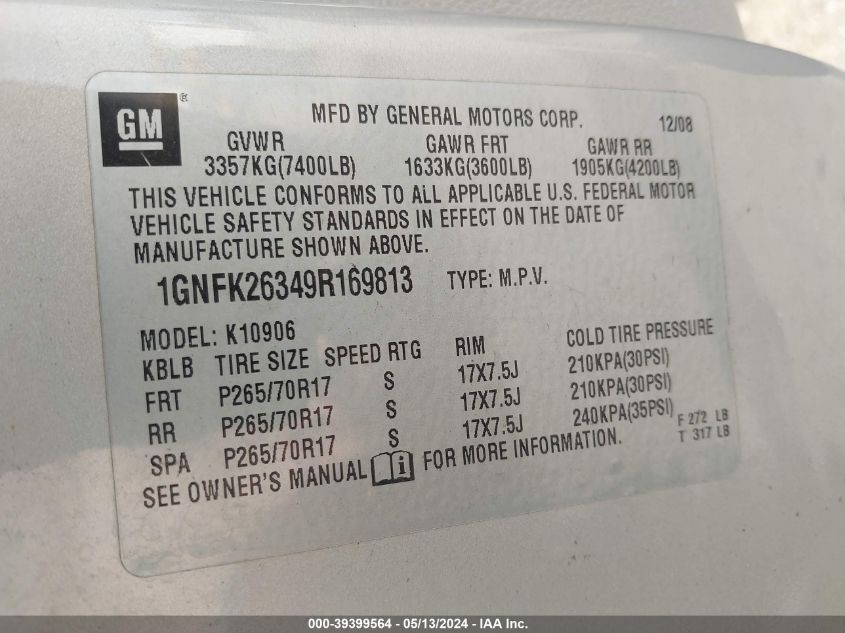 GM ®
MFD BY GENERAL MOTORS CORP. 12/08
GVWR GAWR FRT GAWR RR
3357KG(7400LB) 1633KG(3600LB) 1905KG(4200LB)
THIS VEHICLE CONFORMS TO ALL APPLICABLE U.S. FEDERAL MOTOR
VEHICLE SAFETY STANDARDS IN EFFECT ON THE DATE OF
MANUFACTURE SHOWN ABOVE.
1GNFK26349R169813 TYPE: M.P.V.
MODEL: K10906
KBLB TIRE SIZE SPEED RTG RIM COLD TIRE PRESSURE
FRT P265/70R17 S 17X7.5J 210KPA(30PSI)
RR P265/70R17 S 17X7.5J 210KPA(30PSI)
SPA P265/70R17 S 17X7.5J 240KPA(35PSI) F 272 LB
SEE OWNER'S MANUAL i FOR MORE INFORMATION. T 317 LB
000-39399564 — 05/13/2024 — IAA Inc.